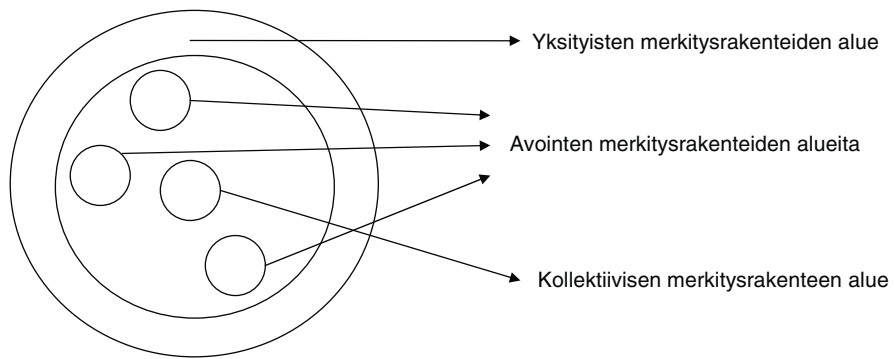 Yksityisten merkitysrakenteiden alue
Avointen merkitysrakenteiden alueita
Kollektiivisen merkitysrakenteen alue